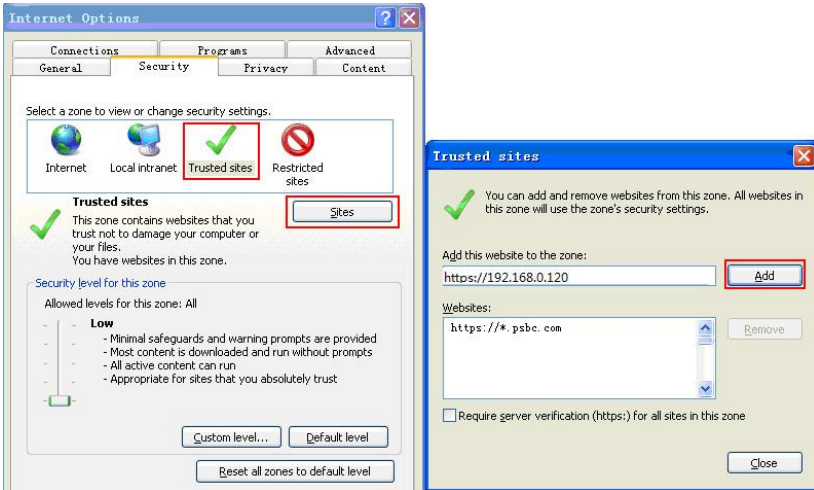 Internet Options
Connections Programs Advanced
General Security Privacy Content
Select a zone to view or change security settings.
Internet Local intranet Trusted sites Restricted
sites
Trusted sites
Sites
This zone contains websites that you
trust not to damage your computer or
your files.
You have websites in this zone.
Security level for this zone
Allowed levels for this zone: All
Low
- Minimal safeguards and warning prompts are provided
- Most content is downloaded and run without prompts
- All active content can run
- Appropriate for sites that you absolutely trust
Custom level... Default level
Reset all zones to default level
Trusted sites
You can add and remove websites from this zone. All websites in
this zone will use the zone's security settings.
Add this website to the zone:
https://192.168.0.120
Add
Websites:
https://*.psbc.com
Remove
Require server verification (https:) for all sites in this zone
Close